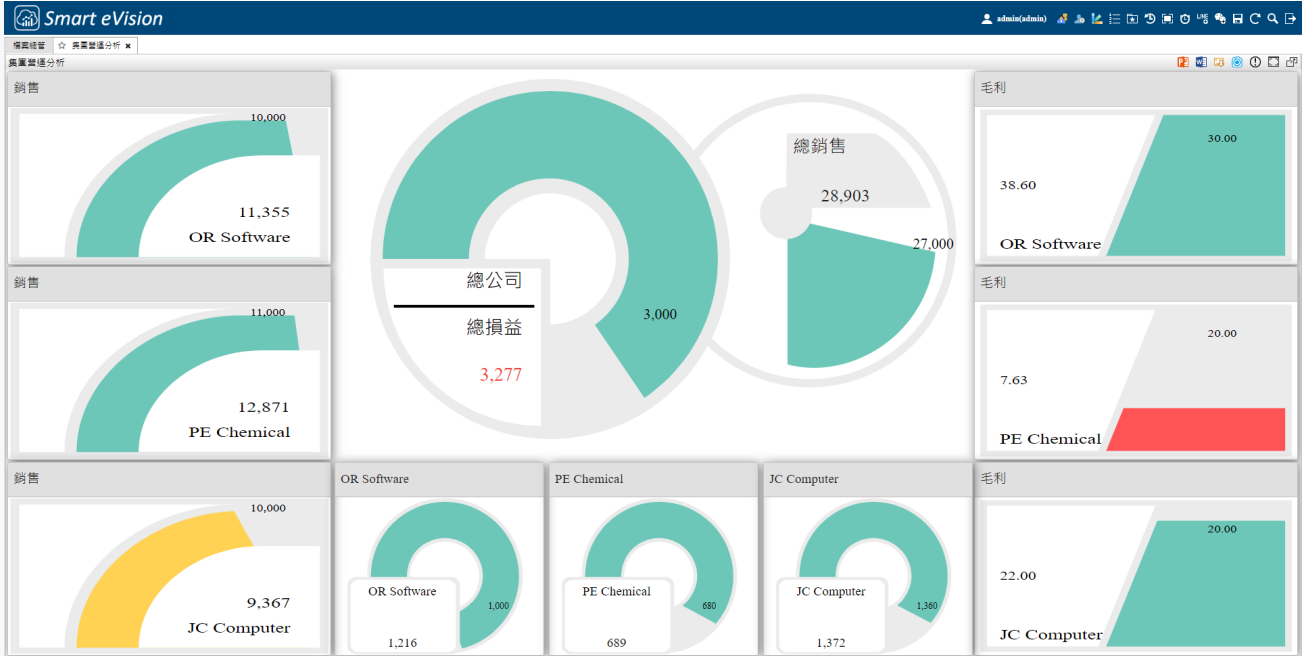 Smart eVision
admin(admin)
檔案總管
集團營運分析
集團營運分析
銷售
10,000
11,355
OR Software
銷售
11,000
12,871
PE Chemical
銷售
10,000
9,367
JC Computer
總公司
總損益
3,277
3,000
總銷售
28,903
27,000
OR Software
OR Software
1,000
1,216
PE Chemical
PE Chemical
680
689
JC Computer
JC Computer
1,360
1,372
毛利
30.00
38.60
OR Software
毛利
20.00
7.63
PE Chemical
毛利
20.00
22.00
JC Computer